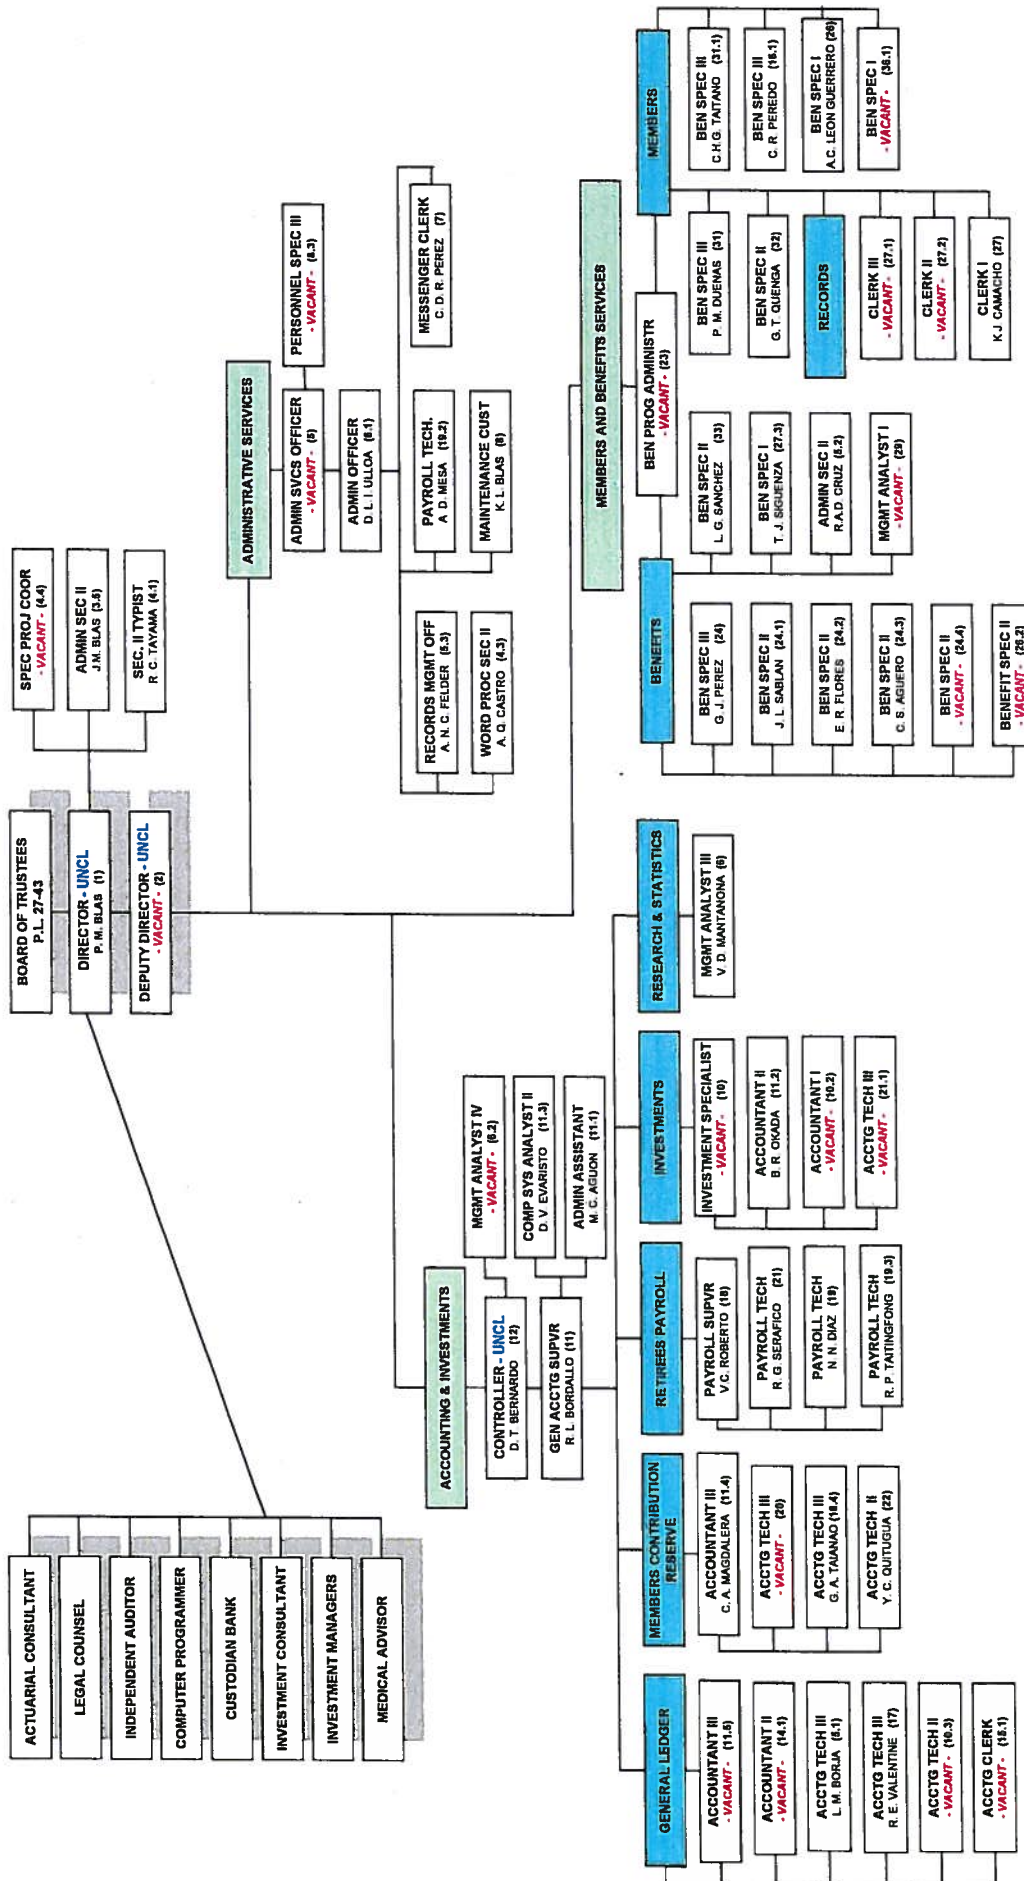 BOARD OF TRUSTEES
P.L. 27-43
DIRECTOR - UNCL
P. M. BLAS (1)
DEPUTY DIRECTOR - UNCL
- VACANT - (2)
SPEC PROJ COOR
- VACANT - (4.4)
ADMIN SEC II
J.M. BLAS (3.5)
SEC. II TYPIST
R C. TAYAMA (4.1)
ACTUARIAL CONSULTANT
LEGAL COUNSEL
INDEPENDENT AUDITOR
COMPUTER PROGRAMMER
CUSTODIAN BANK
INVESTMENT CONSULTANT
INVESTMENT MANAGERS
MEDICAL ADVISOR
ADMINISTRATIVE SERVICES
ADMIN SVCS OFFICER
- VACANT - (5)
PERSONNEL SPEC III
- VACANT - (8.3)
ADMIN OFFICER
D. L. I. ULLOA (6.1)
RECORDS MGMT OFF
A. N. C. FELDER (5.3)
WORD PROC SEC II
A. Q. CASTRO (4.3)
PAYROLL TECH.
A D. MESA (19.2)
MAINTENANCE CUST
K. L. BLAS (8)
MESSENGER CLERK
C. D. R. PEREZ (7)
ACCOUNTING & INVESTMENTS
CONTROLLER - UNCL
D. T BERNARDO (12)
MGMT ANALYST IV
- VACANT - (6.2)
GEN ACCTG SUPVR
R. L. BORDALLO (11)
COMP SYS ANALYST II
D. V. EVARISTO (11.3)
ADMIN ASSISTANT
M. C. AGUON (11.1)
GENERAL LEDGER
ACCOUNTANT III
- VACANT - (11.5)
ACCOUNTANT II
- VACANT - (14.1)
ACCTG TECH III
L. M. BORJA (15.1)
ACCTG TECH III
R. E. VALENTINE (17)
ACCTG TECH II
- VACANT - (10.3)
ACCTG CLERK
- VACANT - (15.1)
MEMBERS CONTRIBUTION
RESERVE
ACCOUNTANT III
C. A. MAGDALERA (11.4)
ACCTG TECH III
- VACANT - (20)
ACCTG TECH III
G. A. TAIANAO (18.4)
ACCTG TECH II
Y. C. QUITUGUA (22)
RETIREES PAYROLL
PAYROLL SUPVR
V.C. ROBERTO (18)
PAYROLL TECH
R. G. SERAFICO (21)
PAYROLL TECH
N N. DIAZ (19)
PAYROLL TECH
R. P. TAITINGFONG (19.3)
INVESTMENTS
INVESTMENT SPECIALIST
- VACANT - (10)
ACCOUNTANT II
B. R OKADA (11.2)
ACCOUNTANT I
- VACANT - (10.2)
ACCTG TECH III
- VACANT - (21.1)
RESEARCH & STATISTICS
MGMT ANALYST III
V. D. MANTANONA (6)
MEMBERS AND BENEFITS SERVICES
BEN PROG ADMINISTR
- VACANT - (23)
BENEFITS
BEN SPEC III
G. J. PEREZ (24)
BEN SPEC II
J. L. SABLAN (24.1)
BEN SPEC II
E. R. FLORES (24.2)
BEN SPEC II
C. S. AGUERO (24.3)
BEN SPEC II
- VACANT - (24.4)
BENEFIT SPEC II
- VACANT - (26.2)
BEN SPEC II
L. G. SANCHEZ (33)
BEN SPEC I
T. J. SIGUENZA (27.3)
ADMIN SEC II
R.A.D. CRUZ (5.2)
MGMT ANALYST I
- VACANT - (29)
MEMBERS
BEN SPEC III
P. M. DUENAS (31)
BEN SPEC II
G. T. QUENGA (32)
RECORDS
CLERK III
- VACANT - (27.1)
CLERK II
- VACANT - (27.2)
CLERK I
K.J. CAMACHO (27)
BEN SPEC III
C.H.G. TAITANO (31.1)
BEN SPEC III
C. R. PEREDO (16.1)
BEN SPEC I
A.C. LEON GUERRERO (26)
BEN SPEC I
- VACANT - (36.1)